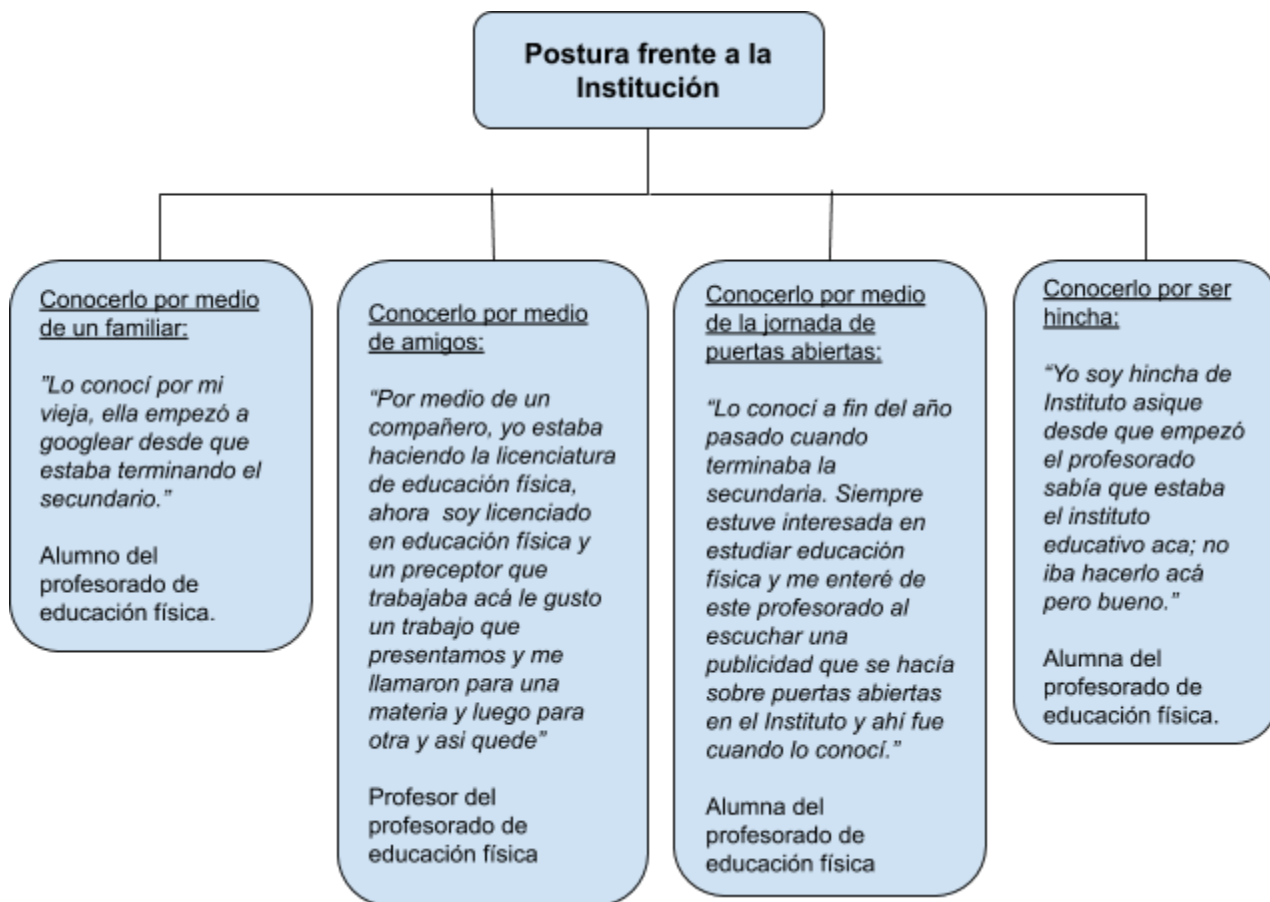 Postura frente a la
Institución
Conocerlo por medio
de un familiar:
"Lo conocí por mi
vieja, ella empezó a
googlear desde que
estaba terminando el
secundario."
Alumno del
profesorado de
educación física.
Conocerlo por medio
de amigos:
"Por medio de un
compañero, yo estaba
haciendo la licenciatura
de educación física,
ahora  soy licenciado
en educación física y
un preceptor que
trabajaba acá le gusto
un trabajo que
presentamos y me
llamaron para una
materia y luego para
otra y asi quede"
Profesor del
profesorado de
educación física
Conocerlo por medio
de la jornada de
puertas abiertas:
"Lo conocí a fin del año
pasado cuando
terminaba la
secundaria. Siempre
estuve interesada en
estudiar educación
física y me enteré de
este profesorado al
escuchar una
publicidad que se hacía
sobre puertas abiertas
en el Instituto y ahí fue
cuando lo conocí."
Alumna del
profesorado de
educación física
Conocerlo por ser
hincha:
"Yo soy hincha de
Instituto asique
desde que empezó
el profesorado
sabía que estaba
el instituto
educativo aca; no
iba hacerlo acá
pero bueno."
Alumna del
profesorado de
educación física.